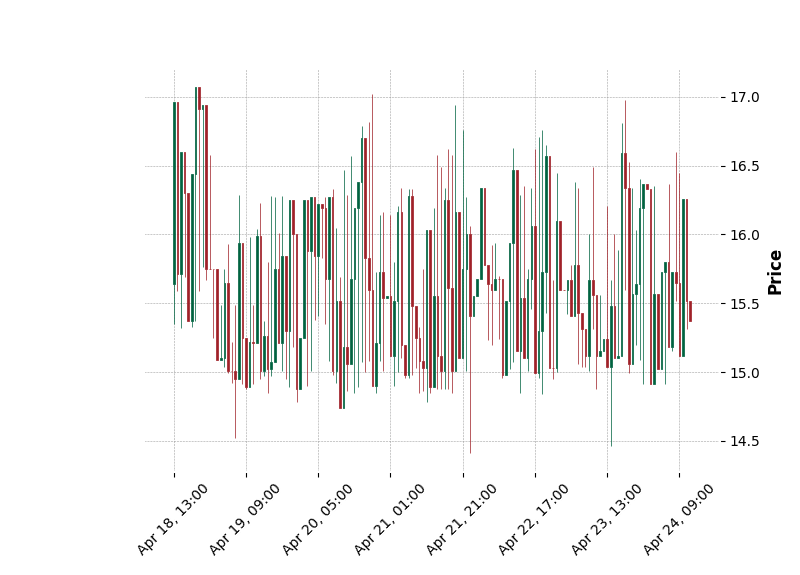 17.0
16.5
16.0
15.5
15.0
14.5
Price
Apr 18, 13:00
Apr 19, 09:00
Apr 20, 05:00
Apr 21, 01:00
Apr 21, 21:00
Apr 22, 17:00
Apr 23, 13:00
Apr 24, 09:00